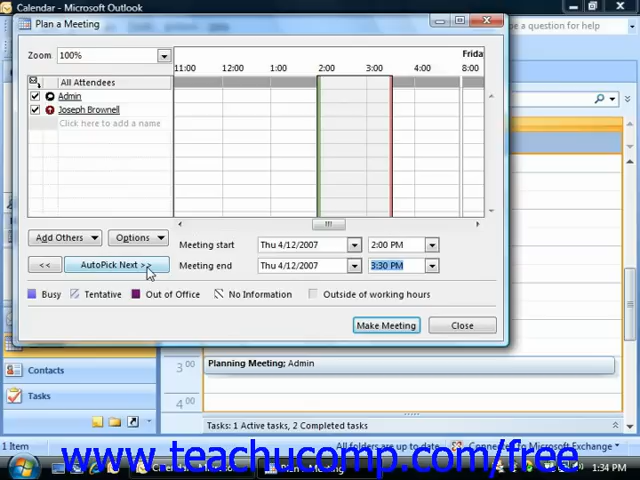 Calendar - Microsoft Outlook
Plan a Meeting
pe a question for help
Zoom: 100%
Frida
11:00 12:00 1:00 2:00 3:00 4:00 8:00
All Attendees
Admin
Joseph Brownell
Click here to add a name
Add Others Options
Meeting start Thu 4/12/2007 2:00 PM
<< AutoPick Next >> Meeting end Thu 4/12/2007 3:30 PM
Busy Tentative Out of Office No Information Outside of working hours
Make Meeting Close
Contacts
Tasks
3 00 Planning Meeting; Admin
4 00
Tasks: 1 Active tasks, 2 Completed tasks
1 Item All folders are up to date. Connected to Microsoft Exchange
www.teachucomp.com/free
1:34 PM